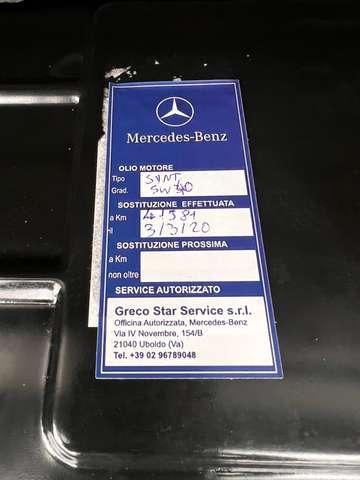 Mercedes-Benz
OLIO MOTORE
Tipo SYNT
Grad. 5W40
SOSTITUZIONE EFFETTUATA
a Km 41981
il 3/3/20
SOSTITUZIONE PROSSIMA
a Km
non oltre
SERVICE AUTORIZZATO
Greco Star Service s.r.l.
Officina Autorizzata, Mercedes-Benz
Via IV Novembre, 154/B
21040 Uboldo (Va)
Tel. +39 02 96789048